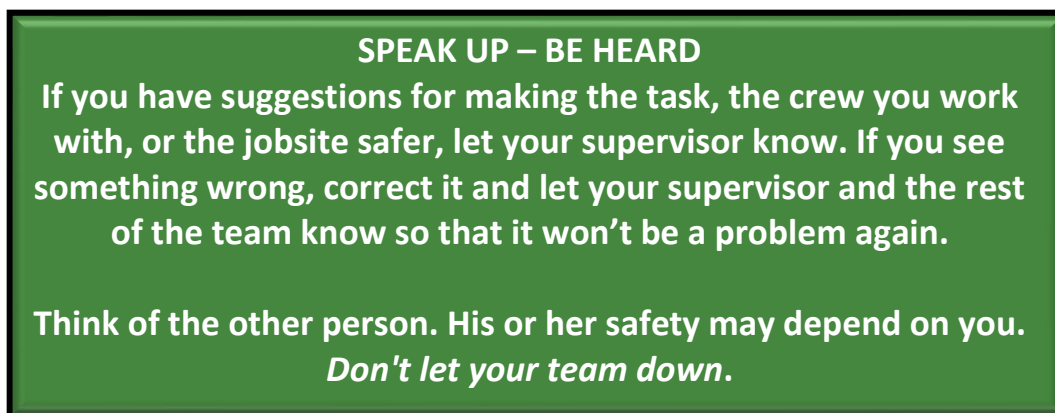 SPEAK UP – BE HEARD
If you have suggestions for making the task, the crew you work
with, or the jobsite safer, let your supervisor know. If you see
something wrong, correct it and let your supervisor and the rest
of the team know so that it won’t be a problem again.
Think of the other person. His or her safety may depend on you.
Don't let your team down.